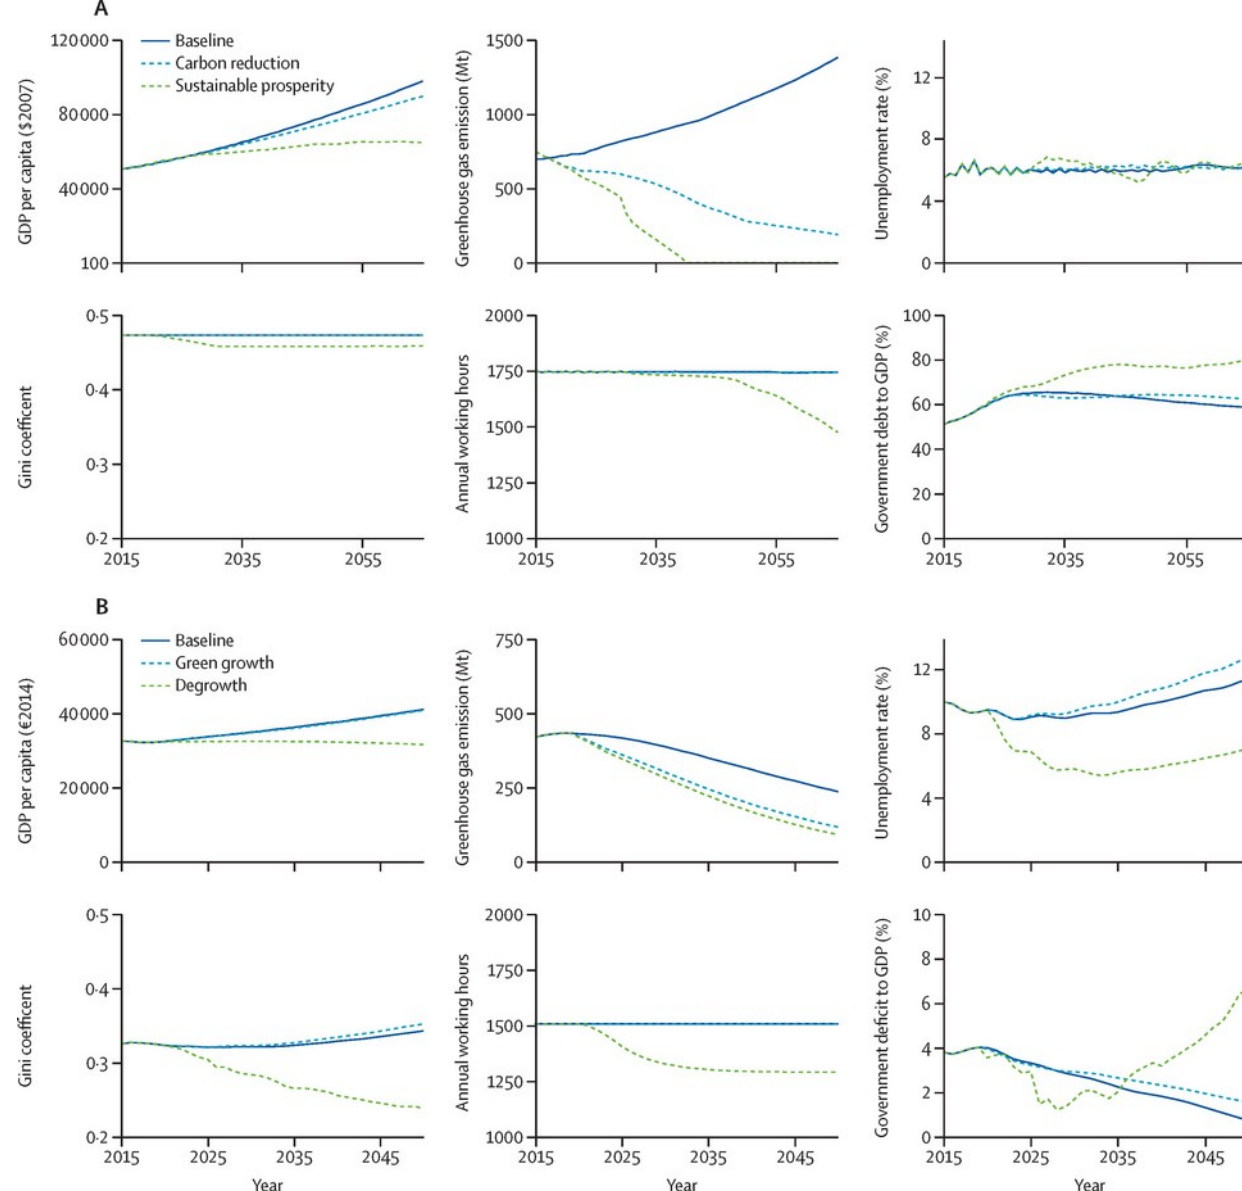 A
Baseline
Carbon reduction
Sustainable prosperity
GDP per capita ($2007)
120000
80000
40000
100
Greenhouse gas emission (Mt)
1500
1000
500
0
Unemployment rate (%)
12
8
4
0
Gini coefficent
0·5
0·4
0·3
0·2
2015 2035 2055
Annual working hours
2000
1750
1500
1250
1000
2015 2035 2055
Government debt to GDP (%)
100
80
60
40
20
0
2015 2035 2055
B
Baseline
Green growth
Degrowth
GDP per capita (€2014)
60000
40000
20000
0
Greenhouse gas emission (Mt)
750
500
250
0
Unemployment rate (%)
12
8
4
0
Gini coefficent
0·5
0·4
0·3
0·2
2015 2025 2035 2045
Year
Annual working hours
2000
1750
1500
1250
1000
2015 2025 2035 2045
Year
Government deficit to GDP (%)
10
8
6
4
2
0
2015 2025 2035 2045
Year